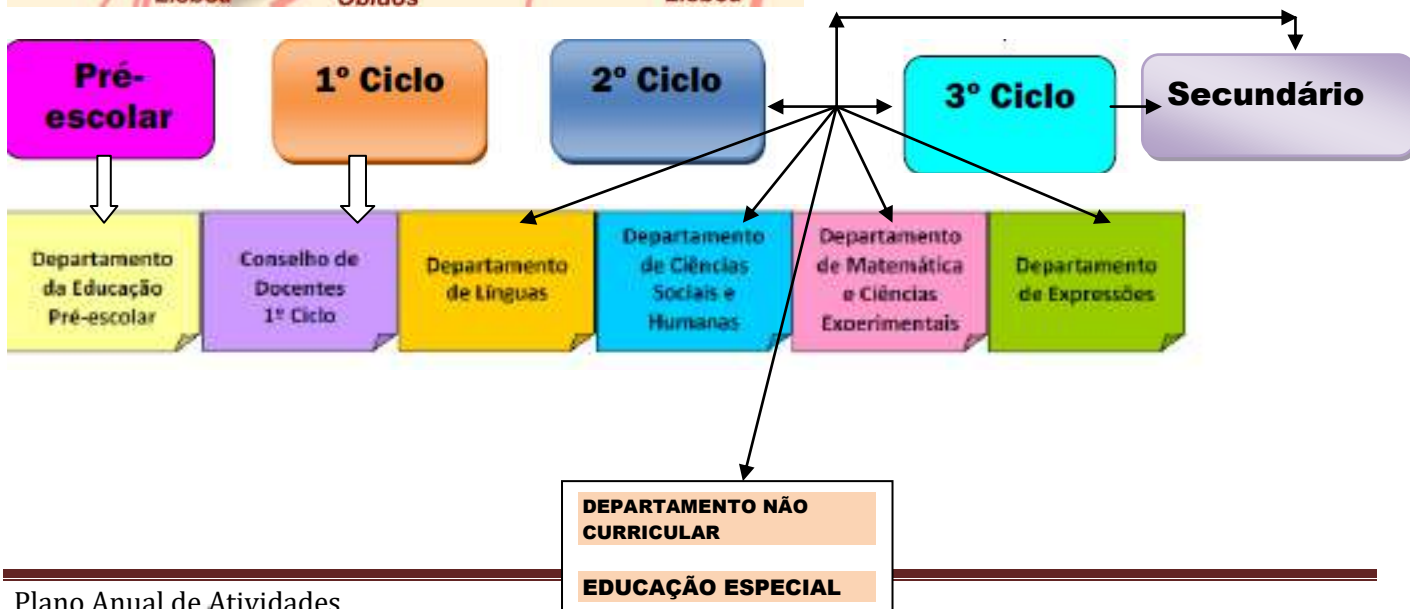 Óbidos
Pré-
escolar
1º Ciclo
2º Ciclo
3º Ciclo
Secundário
Departamento
da Educação
Pré-escolar
Conselho de
Docentes
1º Ciclo
Departamento
de Línguas
Departamento
de Ciências
Sociais e
Humanas
Departamento
de Matemática
e Ciências
Experimentais
Departamento
de Expressões
DEPARTAMENTO NÃO
CURRICULAR
EDUCAÇÃO ESPECIAL
Plano Anual de Atividades